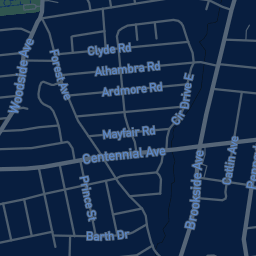 Clyde Rd
Woodside Ave
Forest Ave
Alhambra Rd
Ardmore Rd
Cir Drive E
Mayfair Rd
Centennial Ave
Brookside Ave
Catlin Ave
Prince St
Barth Dr